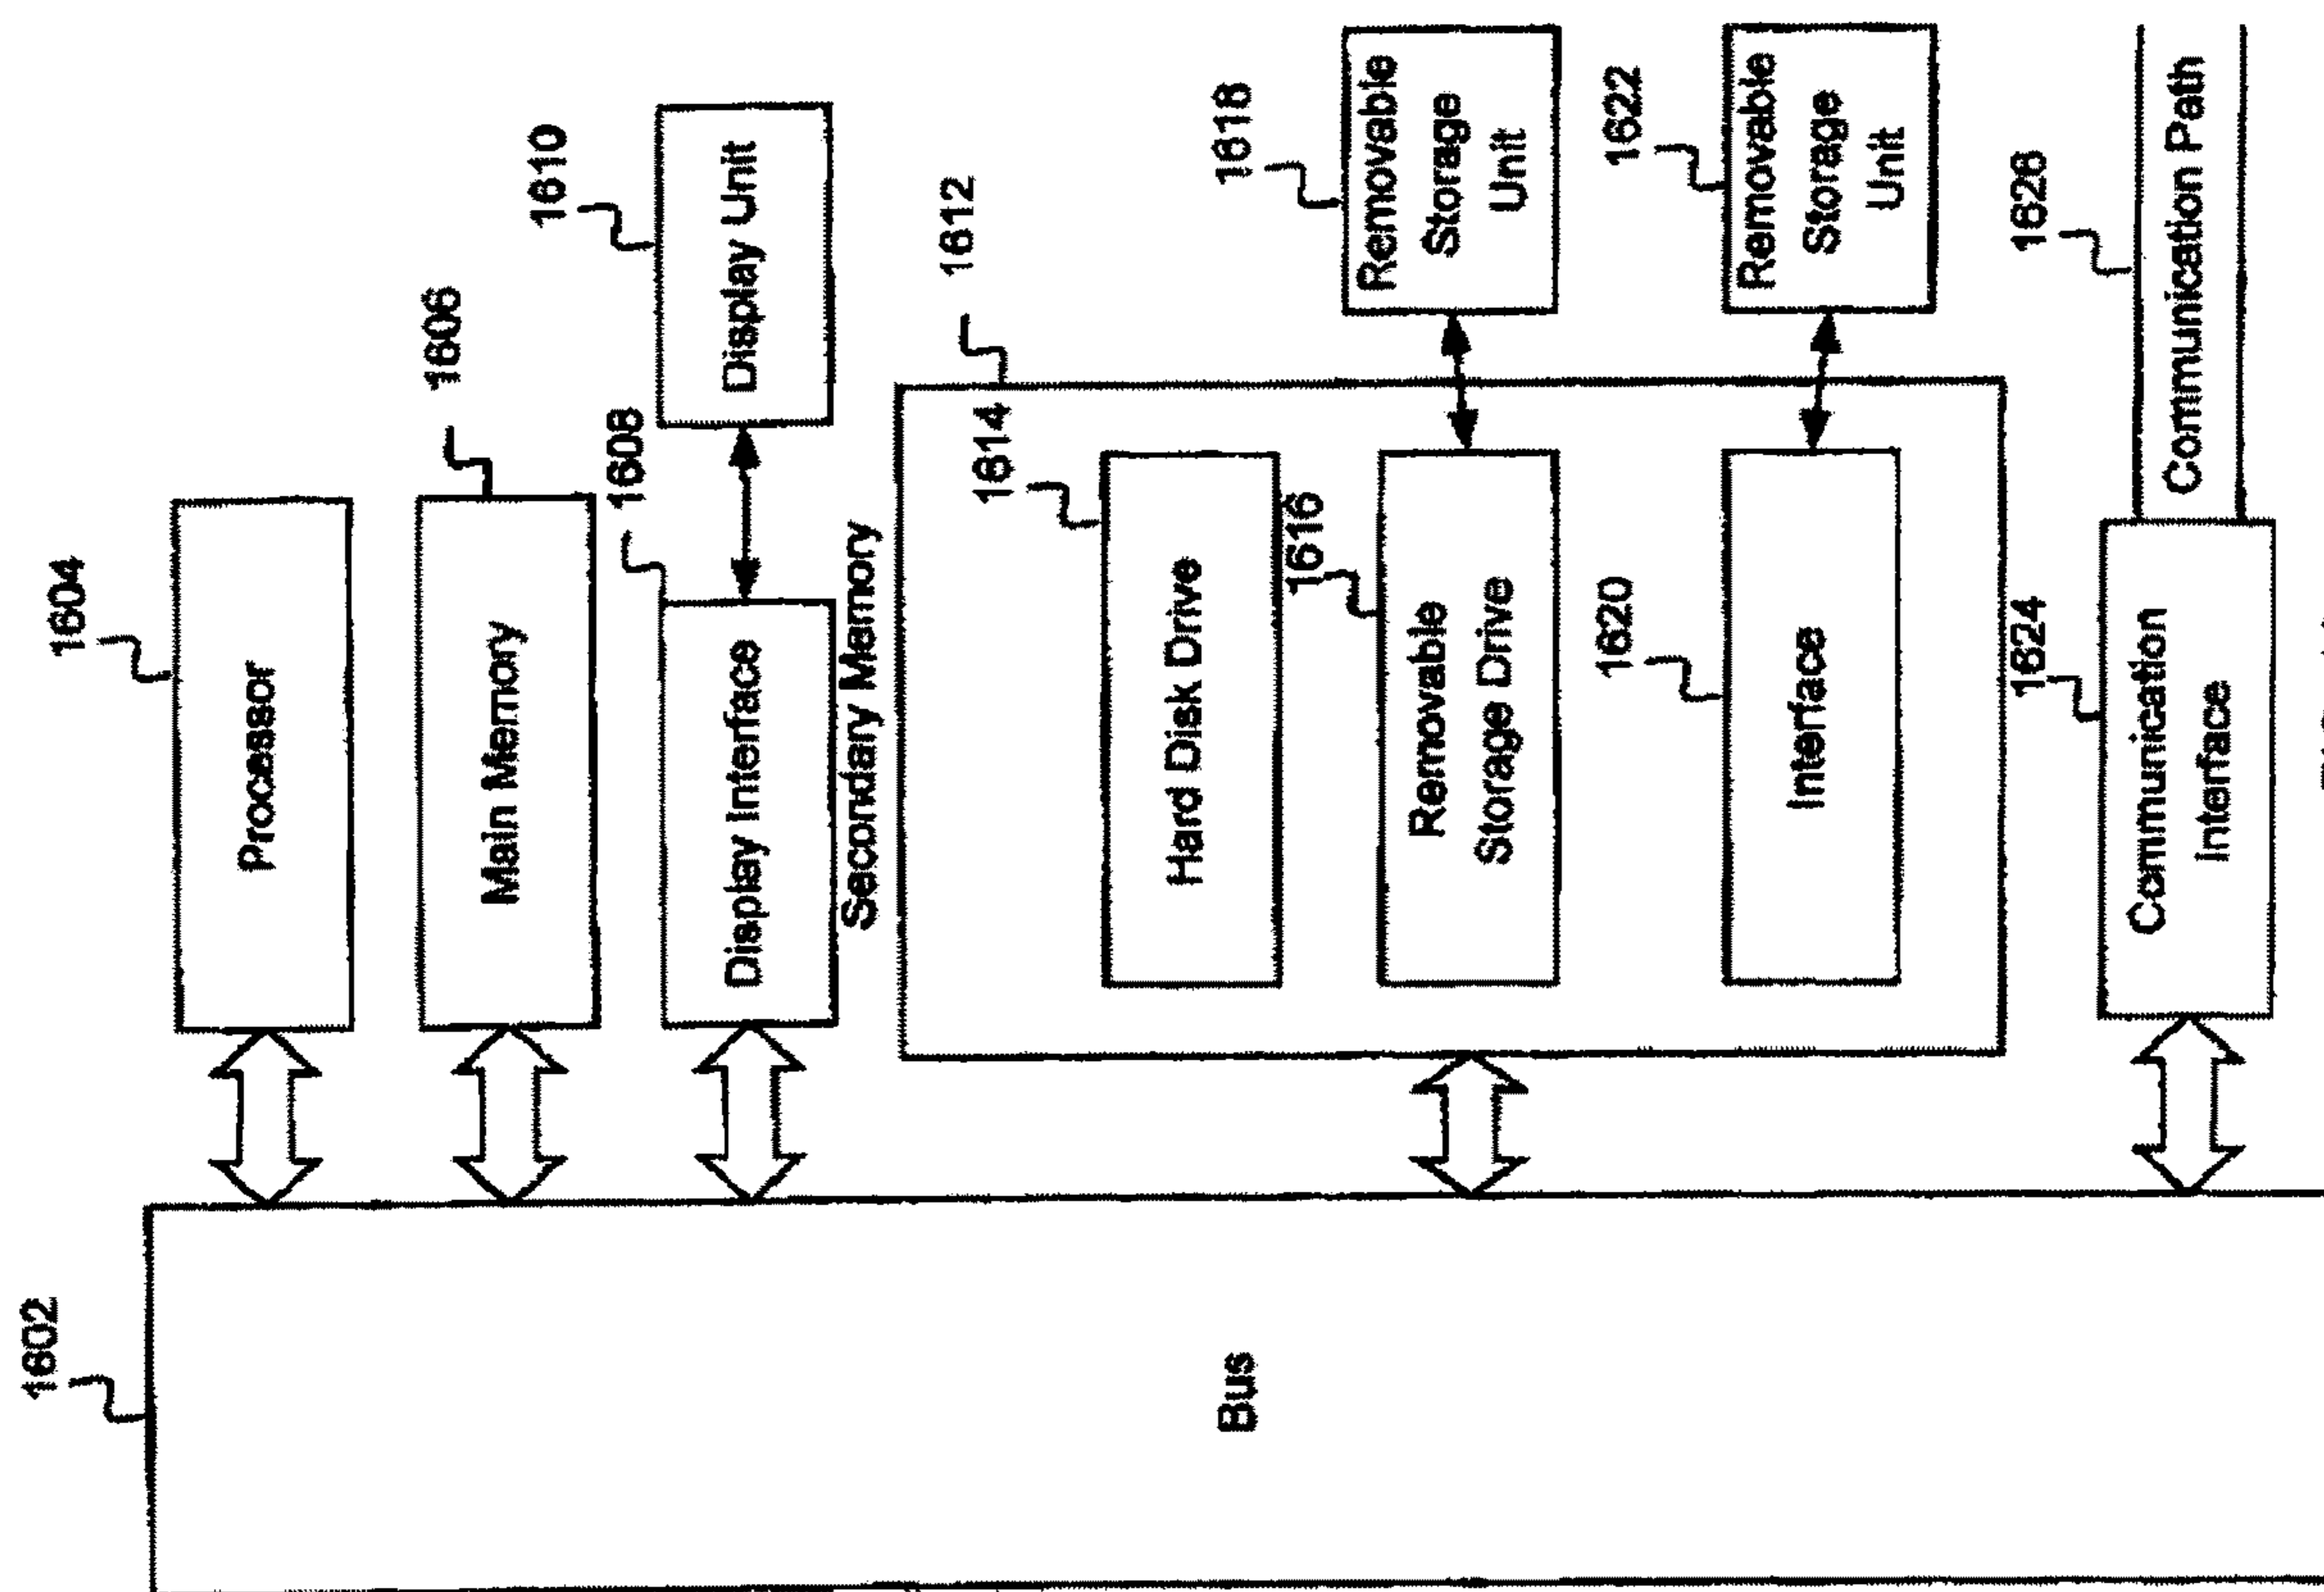 1602
Bus
1604
Processor
1606
Main Memory
1608
Display Interface
1610
Display Unit
Secondary Memory
1612
1614
Hard Disk Drive
1616
Removable
Storage Drive
1618
Removable
Storage
Unit
1620
Interface
1622
Removable
Storage
Unit
1624
Communication
Interface
1626
Communication Path